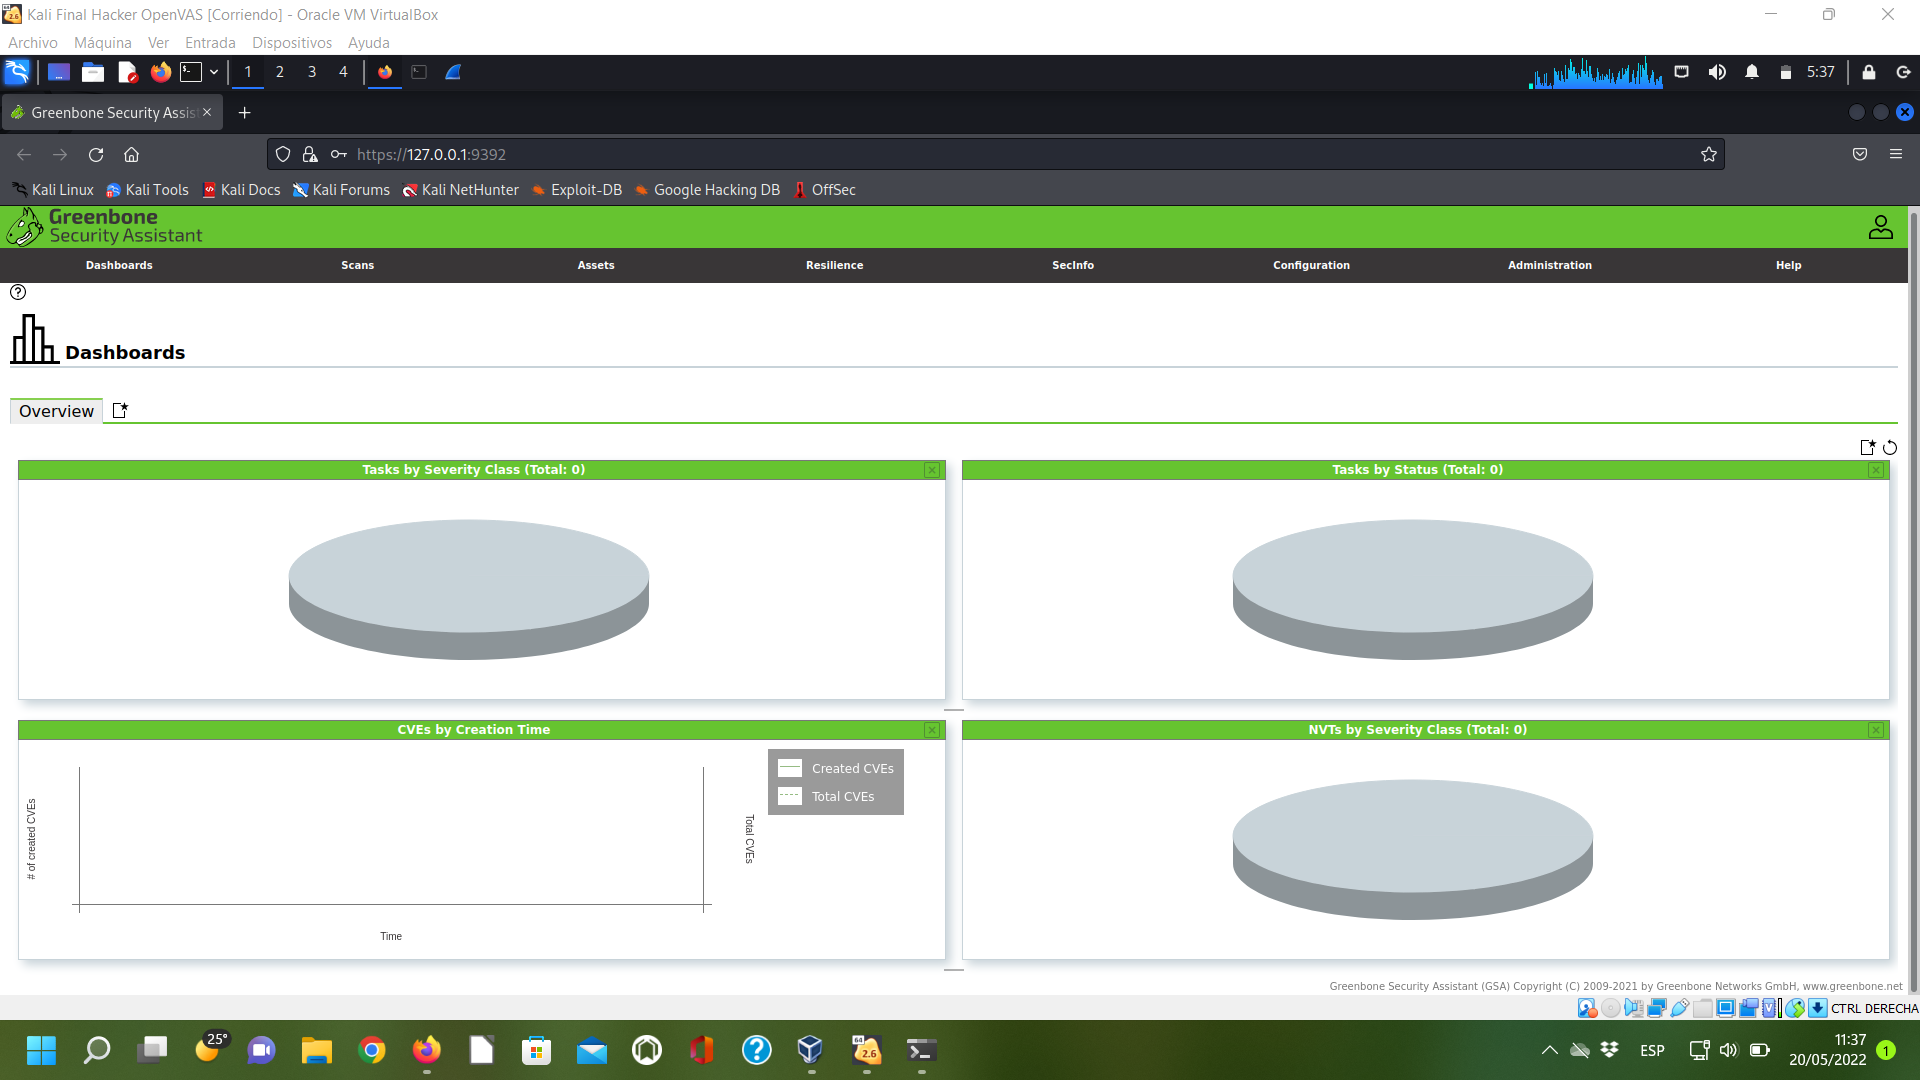 Kali Final Hacker OpenVAS [Corriendo] - Oracle VM VirtualBox
Archivo Máquina Ver Entrada Dispositivos Ayuda
1 2 3 4 5:37
Greenbone Security Assis
https://127.0.0.1:9392
Kali Linux Kali Tools Kali Docs Kali Forums Kali NetHunter Exploit-DB Google Hacking DB OffSec
Greenbone
Security Assistant
Dashboards Scans Assets Resilience SecInfo Configuration Administration Help
Dashboards
Overview
Tasks by Severity Class (Total: 0)
Tasks by Status (Total: 0)
CVEs by Creation Time
# of created CVEs
Time
Total CVEs
Created CVEs
Total CVEs
NVTs by Severity Class (Total: 0)
Greenbone Security Assistant (GSA) Copyright (C) 2009-2021 by Greenbone Networks GmbH, www.greenbone.net
CTRL DERECHA
25°
64
2.6
ESP
11:37
20/05/2022
1